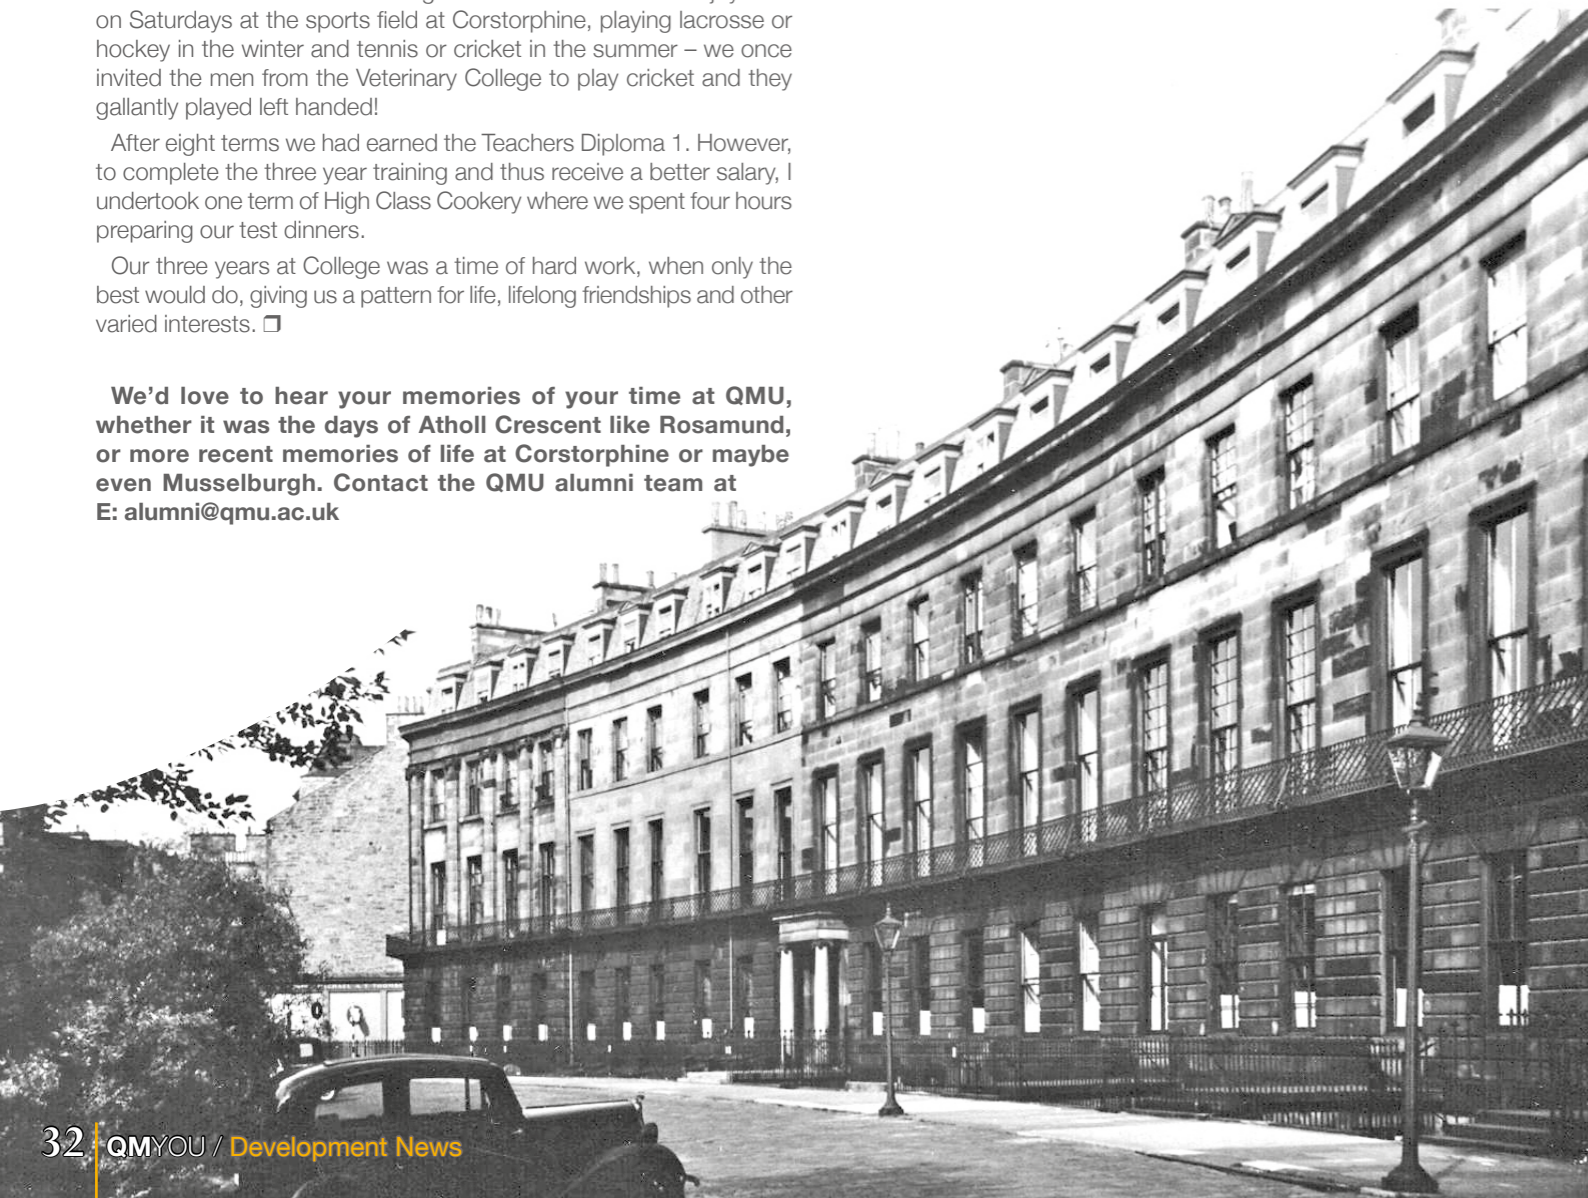 on Saturdays at the sports field at Corstorphine, playing lacrosse or
hockey in the winter and tennis or cricket in the summer – we once
invited the men from the Veterinary College to play cricket and they
gallantly played left handed!
After eight terms we had earned the Teachers Diploma 1. However,
to complete the three year training and thus receive a better salary, I
undertook one term of High Class Cookery where we spent four hours
preparing our test dinners.
Our three years at College was a time of hard work, when only the
best would do, giving us a pattern for life, lifelong friendships and other
varied interests. ❒
We’d love to hear your memories of your time at QMU,
whether it was the days of Atholl Crescent like Rosamund,
or more recent memories of life at Corstorphine or maybe
even Musselburgh. Contact the QMU alumni team at
E: alumni@qmu.ac.uk
32 QMYOU / Development News